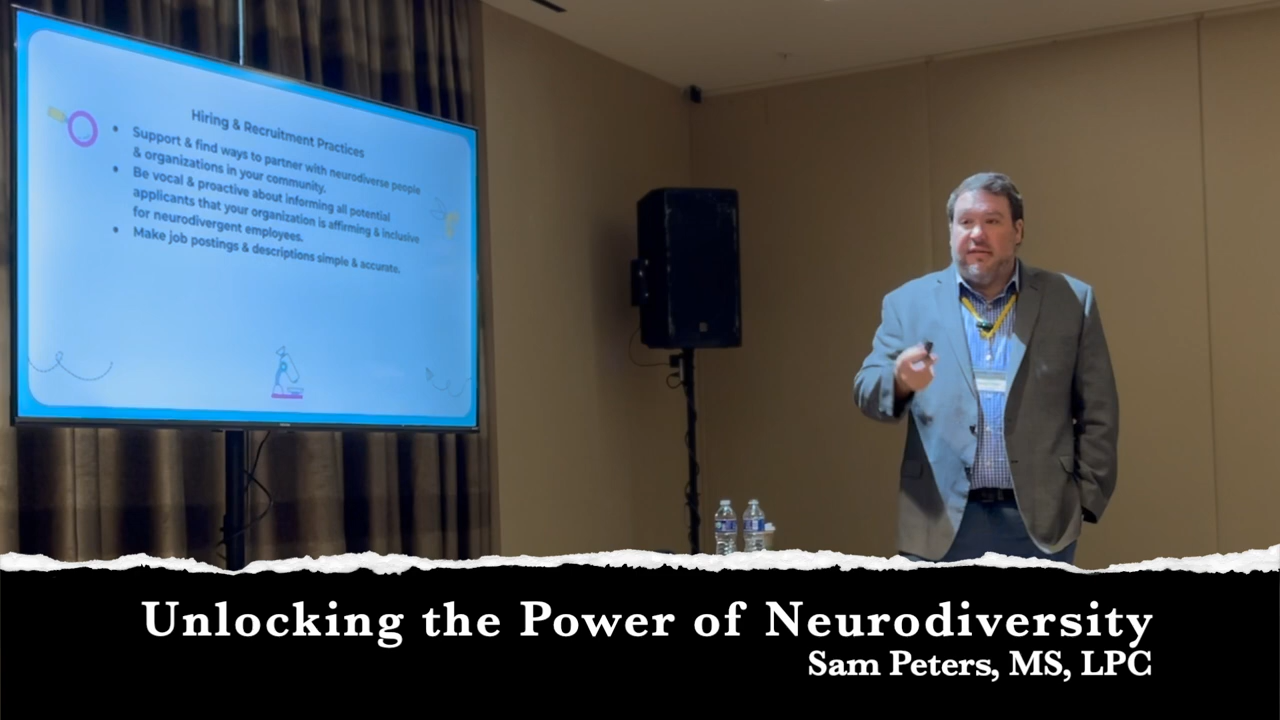 Hiring & Recruitment Practices
• Support & find ways to partner with neurodiverse people
& organizations in your community.
• Be vocal & proactive about informing all potential
applicants that your organization is affirming & inclusive
for neurodivergent employees.
• Make job postings & descriptions simple & accurate.
Unlocking the Power of Neurodiversity
Sam Peters, MS, LPC